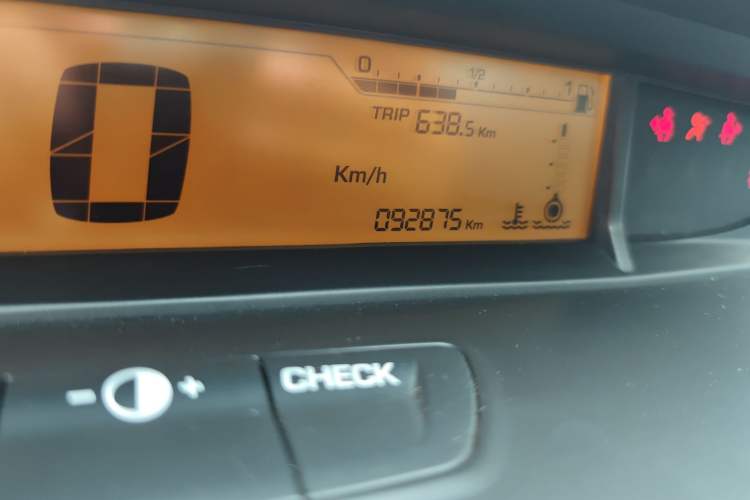 0 1/2 1
0
TRIP 638.5 Km
Km/h
092875 Km
- +
CHECK